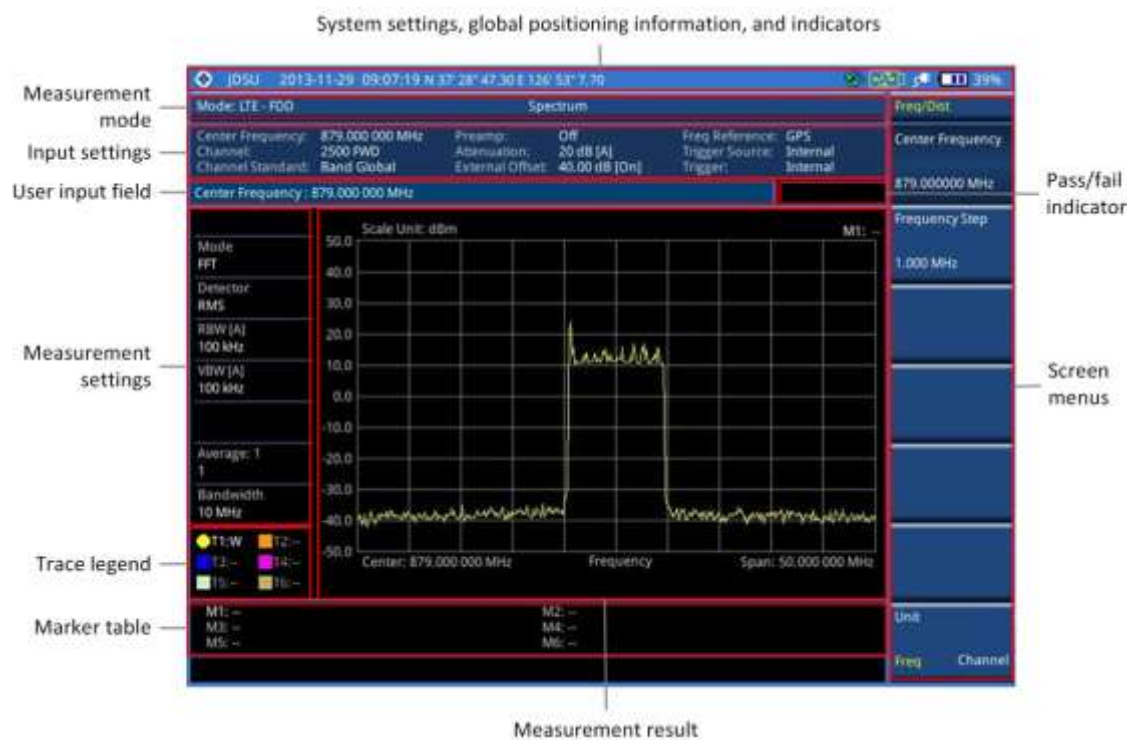 System settings, global positioning information, and indicators
JDSU 2013-11-29 09:07:19 N 37° 28" 47.30 E 126° 53" 7.70 39%
Measurement mode
Mode: LTE - FDD Spectrum
Freq/Dist
Input settings
Center Frequency: 879.000 000 MHz Preamp: Off Freq Reference: GPS
Channel: 2500 FWD Attenuation: 20 dB [A] Trigger Source: Internal
Channel Standard: Band Global External Offset: 40.00 dB [On] Trigger: Internal
Center Frequency
879.000000 MHz
User input field
Center Frequency : 879.000 000 MHz
Pass/fail indicator
Frequency Step
1.000 MHz
Scale Unit: dBm M1: --
50.0
40.0
30.0
20.0
10.0
0.0
-10.0
-20.0
-30.0
-40.0
-50.0
Measurement settings
Mode
FFT
Detector
RMS
RBW [A]
100 kHz
VBW [A]
100 kHz
Average: 1
1
Bandwidth
10 MHz
Screen menus
Center: 879.000 000 MHz Frequency Span: 50.000 000 MHz
Trace legend
T1:W T2:--
T3:-- T4:--
T5:-- T6:--
Marker table
M1: -- M2: --
M3: -- M4: --
M5: -- M6: --
Unit
Freq Channel
Measurement result